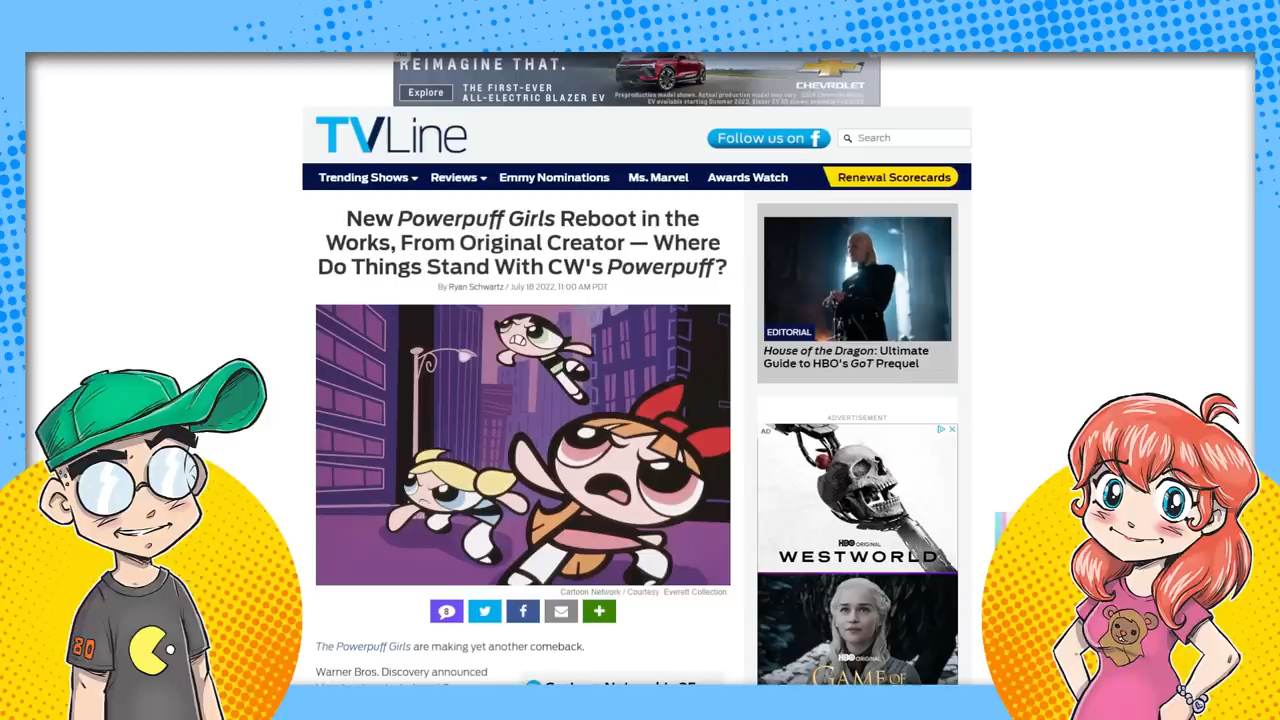 REIMAGINE THAT.
Explore
THE FIRST-EVER
ALL-ELECTRIC BLAZER EV
CHEVROLET
TVLine
Follow us on f
Search
Trending Shows
Reviews
Emmy Nominations
Ms. Marvel
Awards Watch
Renewal Scorecards
New Powerpuff Girls Reboot in the
Works, From Original Creator — Where
Do Things Stand With CW's Powerpuff?
By Ryan Schwartz / July 18 2022, 11:00 AM PDT
Cartoon Network / Courtesy Everett Collection
8
The Powerpuff Girls are making yet another comeback.
Warner Bros. Discovery announced
EDITORIAL
House of the Dragon: Ultimate
Guide to HBO's GoT Prequel
ADVERTISEMENT
AD
HBO ORIGINAL
WESTWORLD
HBO ORIGINAL
GAME OF
80